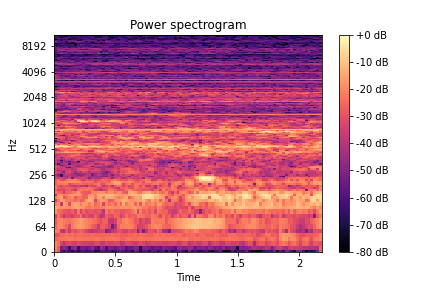 Power spectrogram
8192
4096
2048
1024
512
256
128
64
0
Hz
0
0.5
1
1.5
2
Time
+0 dB
-10 dB
-20 dB
-30 dB
-40 dB
-50 dB
-60 dB
-70 dB
-80 dB